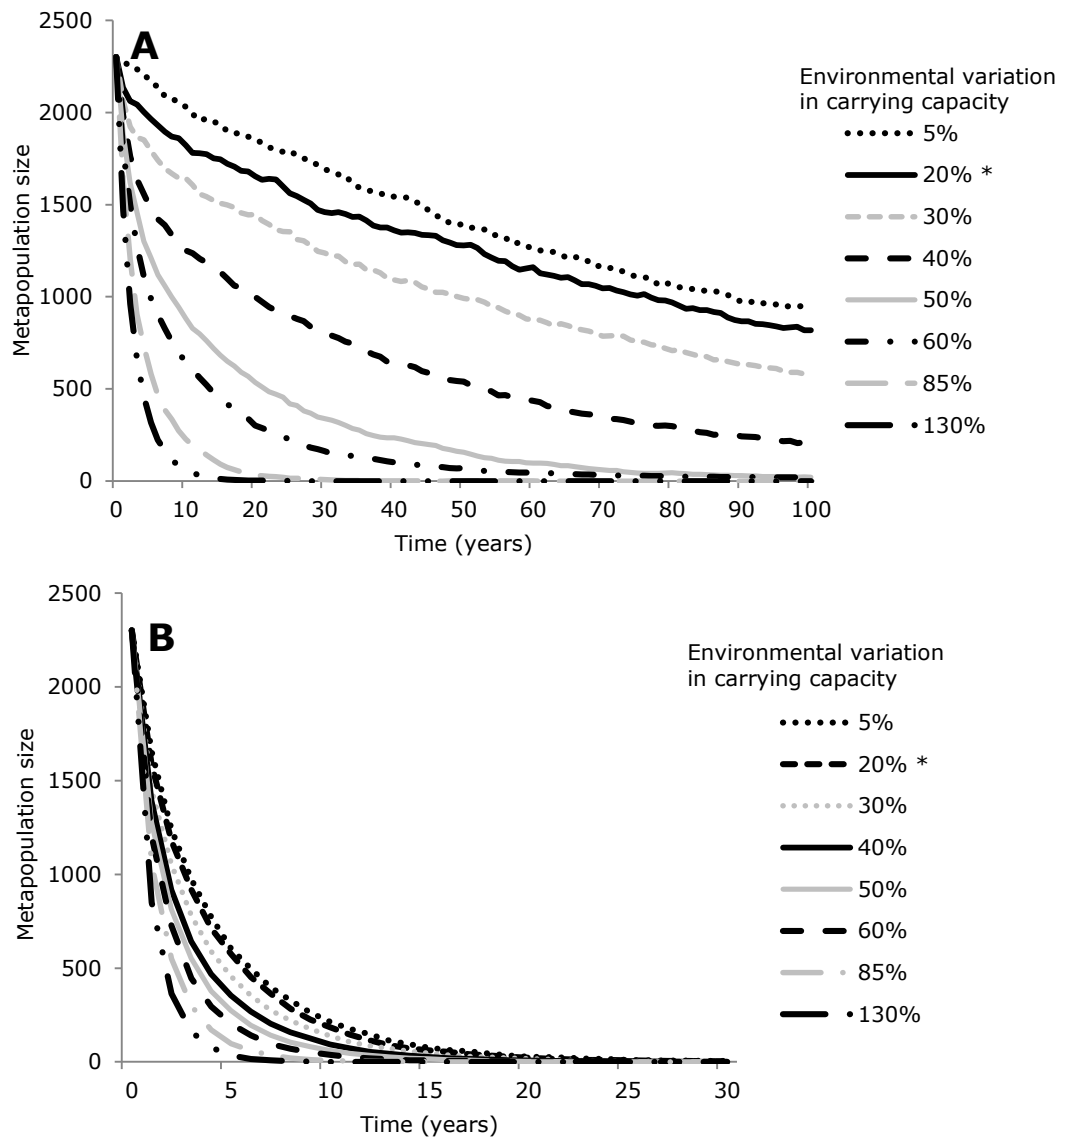 A
2500
2000
1500
1000
500
0
Metapopulation size
0 10 20 30 40 50 60 70 80 90 100
Time (years)
Environmental variation
in carrying capacity
5%
20% *
30%
40%
50%
60%
85%
130%
B
2500
2000
1500
1000
500
0
Metapopulation size
0 5 10 15 20 25 30
Time (years)
Environmental variation
in carrying capacity
5%
20% *
30%
40%
50%
60%
85%
130%